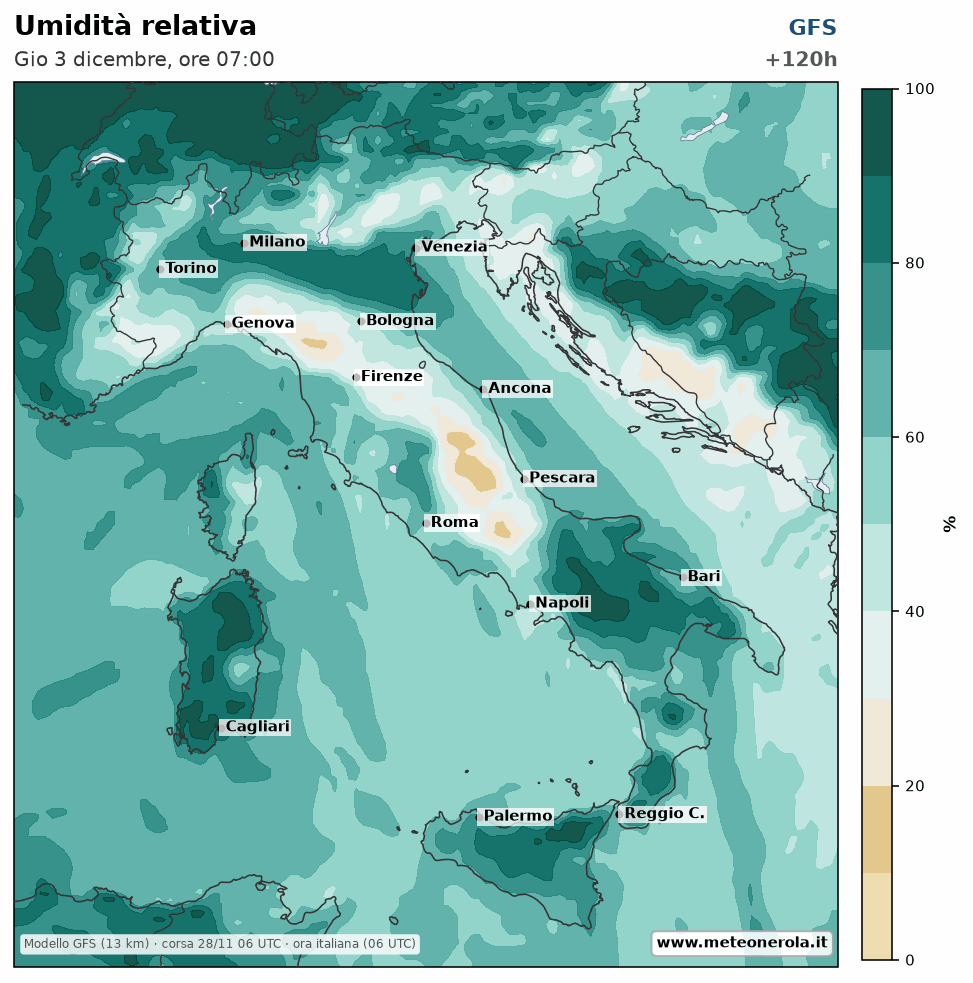 Umidità relativa
GFS
Gio 3 dicembre, ore 07:00
+120h
100
80
60
40
20
0
%
Milano
Venezia
Torino
Genova
Bologna
Firenze
Ancona
Pescara
Roma
Bari
Napoli
Cagliari
Palermo
Reggio C.
Modello GFS (13 km) · corsa 28/11 06 UTC · ora italiana (06 UTC)
www.meteonerola.it